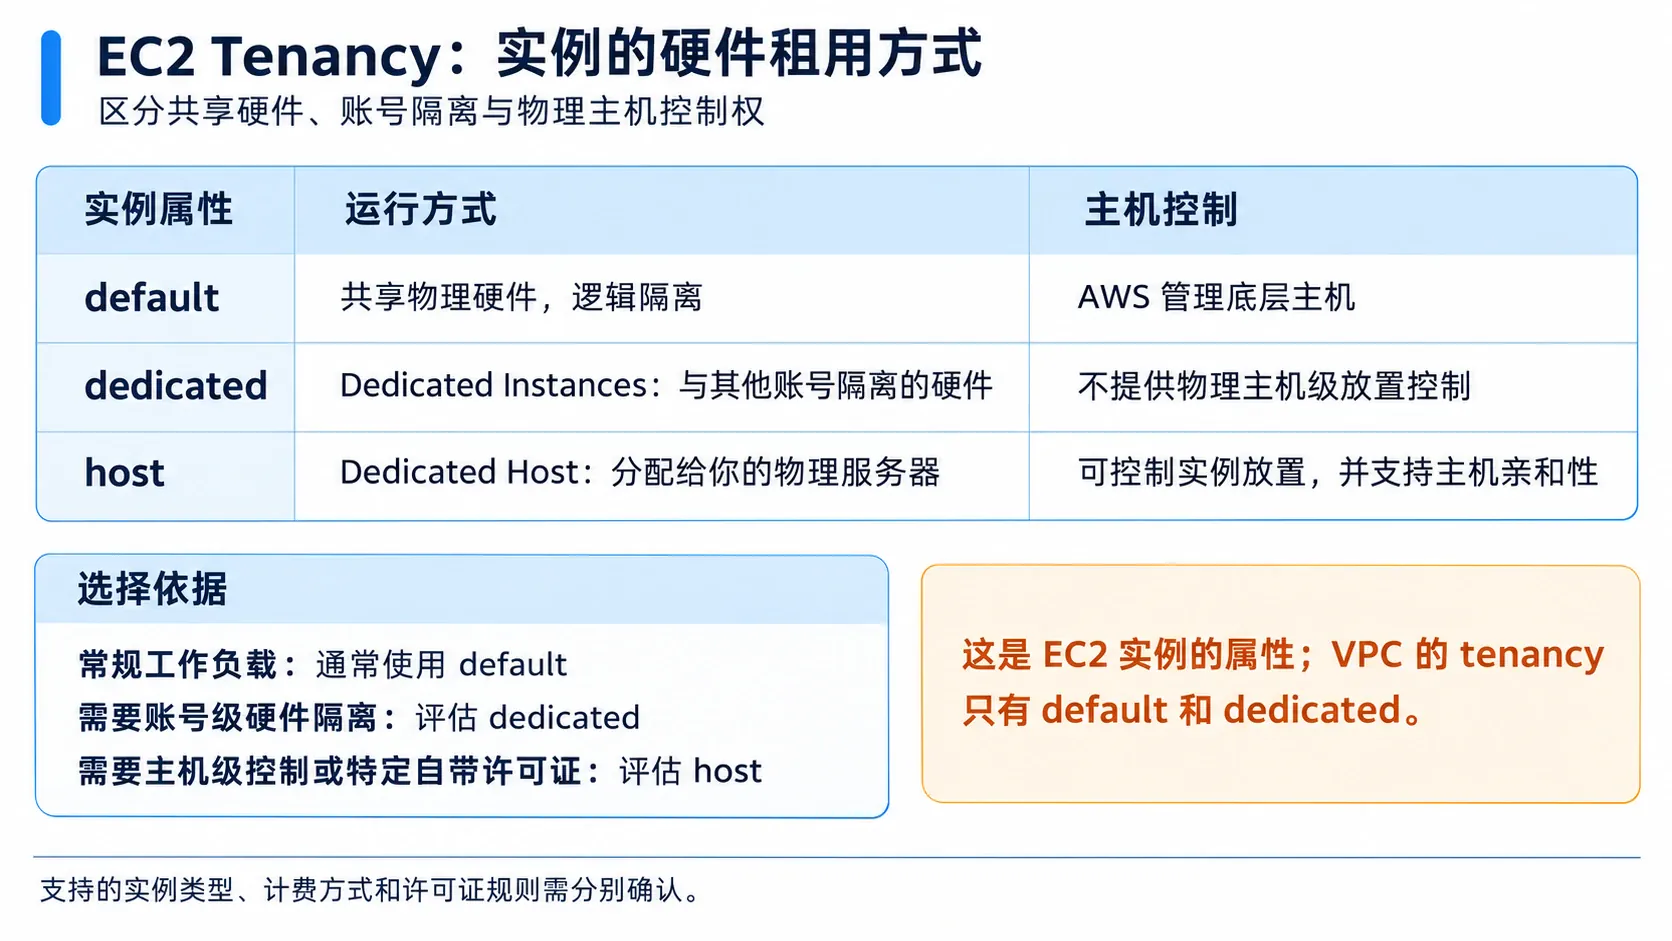 EC2 Tenancy：实例的硬件租用方式
区分共享硬件、账号隔离与物理主机控制权
实例属性 运行方式 主机控制
default 共享物理硬件，逻辑隔离 AWS 管理底层主机
dedicated Dedicated Instances：与其他账号隔离的硬件 不提供物理主机级放置控制
host Dedicated Host：分配给你的物理服务器 可控制实例放置，并支持主机亲和性
选择依据
常规工作负载：通常使用 default
需要账号级硬件隔离：评估 dedicated
需要主机级控制或特定自带许可证：评估 host
这是 EC2 实例的属性；VPC 的 tenancy
只有 default 和 dedicated。
支持的实例类型、计费方式和许可证规则需分别确认。